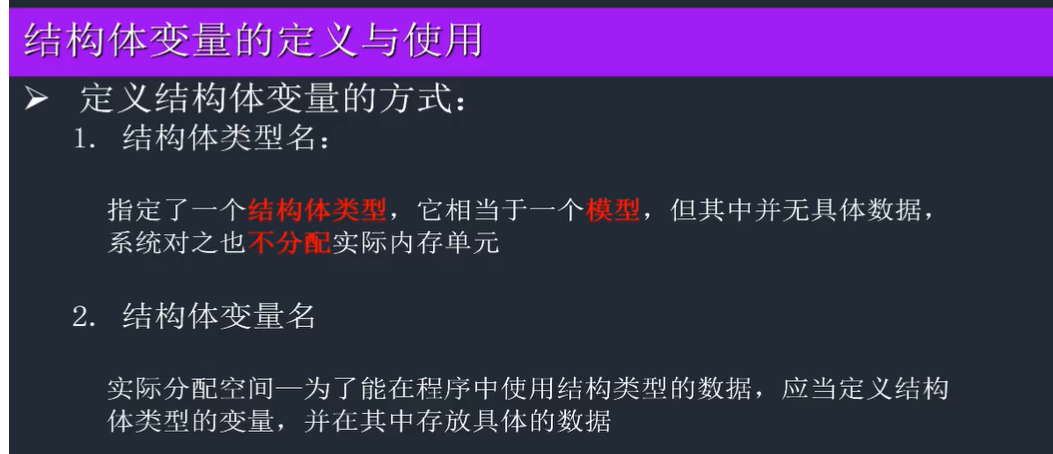 结构体变量的定义与使用
➢ 定义结构体变量的方式：
1. 结构体类型名：
指定了一个结构体类型，它相当于一个模型，但其中并无具体数据，
系统对之也不分配实际内存单元
2. 结构体变量名
实际分配空间—为了能在程序中使用结构类型的数据，应当定义结构
体类型的变量，并在其中存放具体的数据